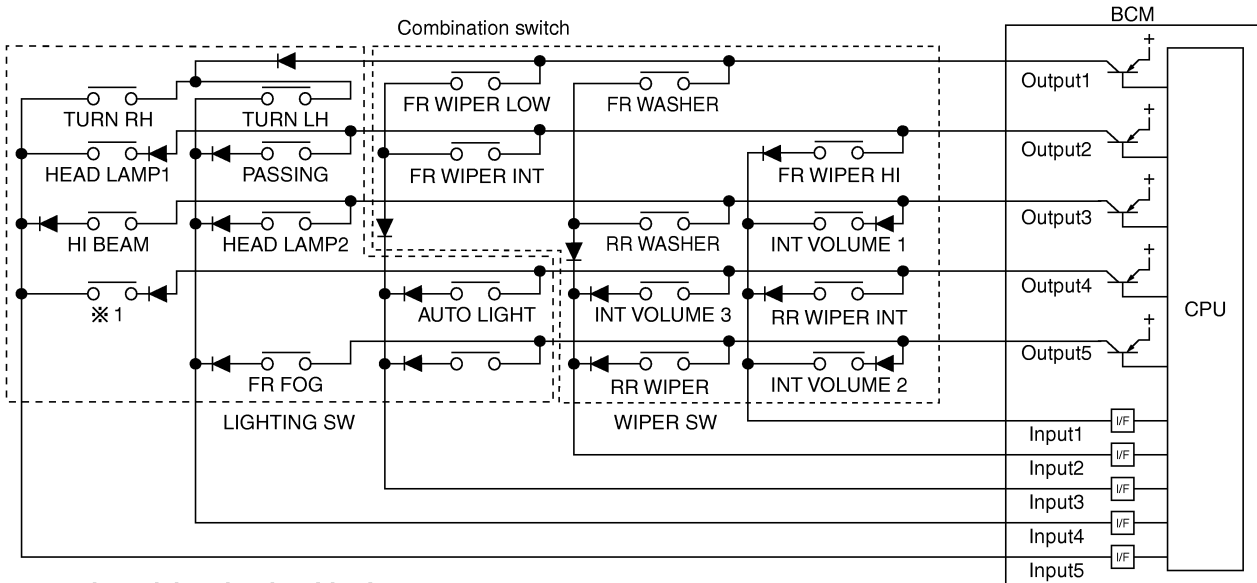 BCM
Combination switch
+
Output1
FR WIPER LOW
FR WASHER
TURN RH
TURN LH
+
Output2
HEAD LAMP1
PASSING
FR WIPER INT
FR WIPER HI
+
Output3
HI BEAM
HEAD LAMP2
RR WASHER
INT VOLUME 1
+
Output4
※1
AUTO LIGHT
INT VOLUME 3
RR WIPER INT
CPU
+
Output5
FR FOG
RR WIPER
INT VOLUME 2
LIGHTING SW
WIPER SW
I/F
Input1
I/F
Input2
I/F
Input3
I/F
Input4
I/F
Input5